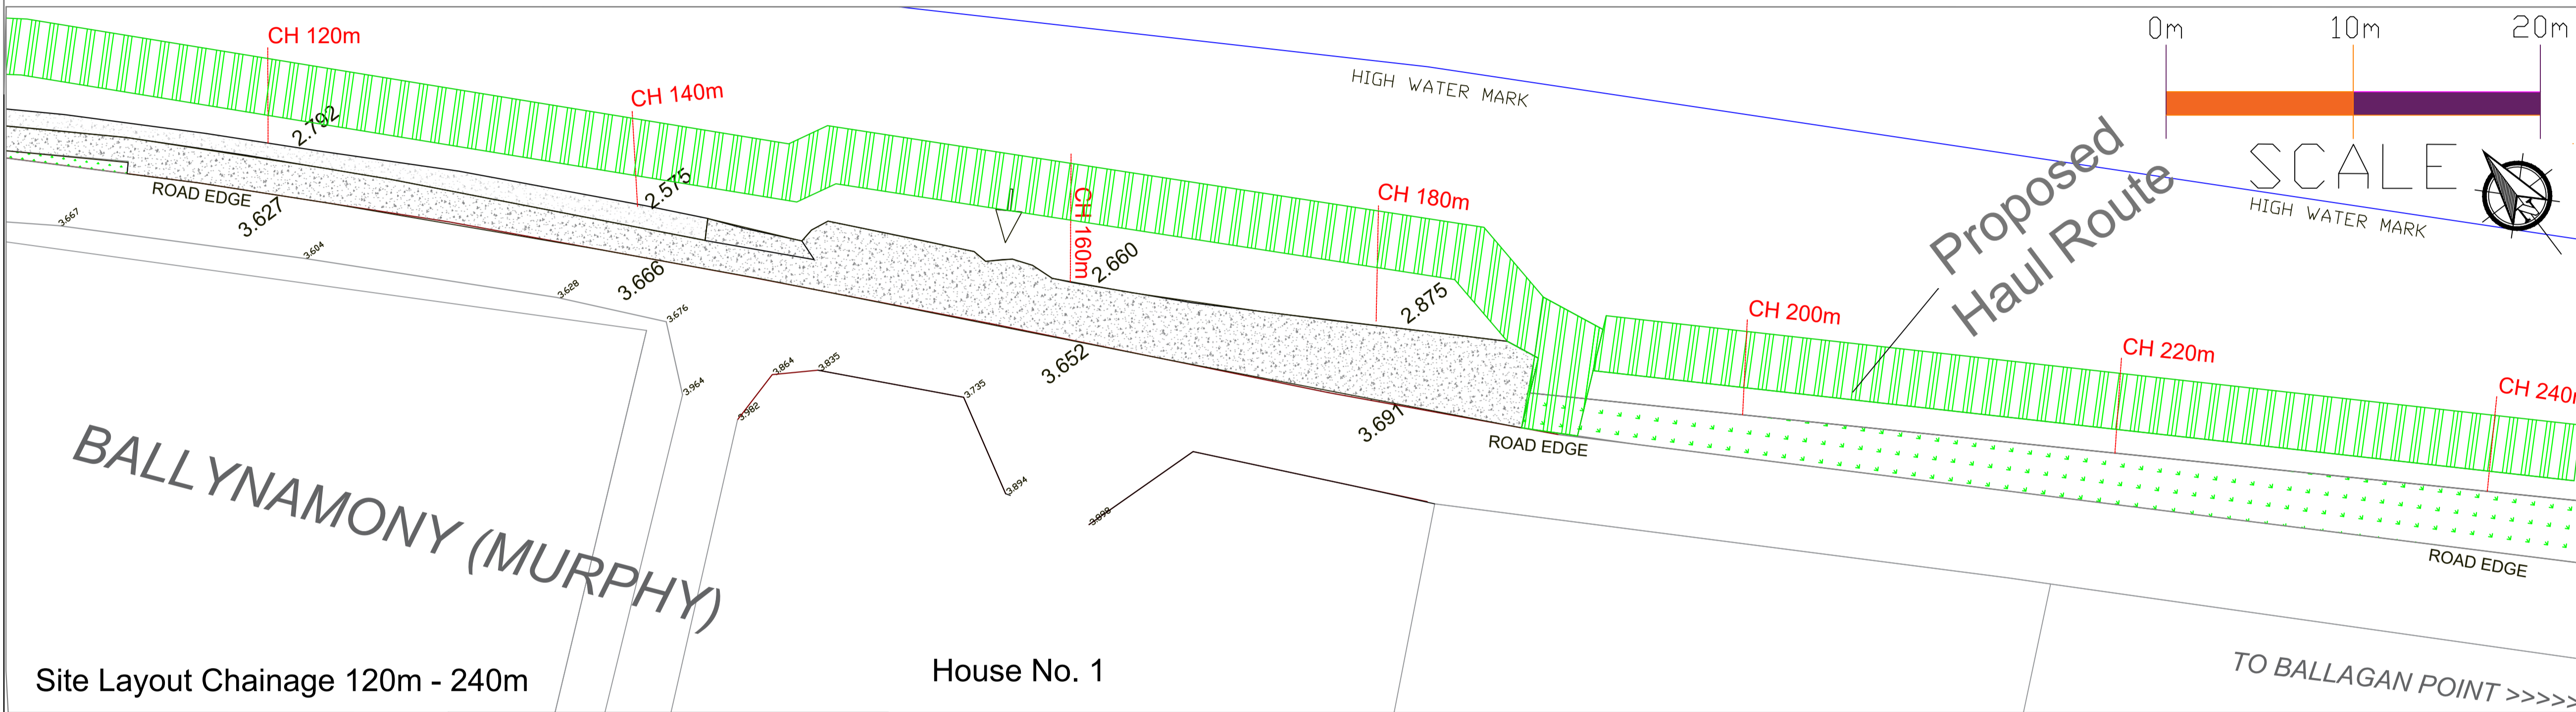 CH 120m
CH 140m
HIGH WATER MARK
0m
10m
20m
SCALE
HIGH WATER MARK
Proposed
Haul Route
2.792
2.575
CH 160m
CH 180m
ROAD EDGE
3.627
3.667
3.604
3.666
3.628
3.676
2.660
2.875
CH 200m
CH 220m
CH 240m
3.864
3.835
3.652
3.964
3.982
3.735
3.691
ROAD EDGE
3.894
3.898
BALLYNAMONY (MURPHY)
ROAD EDGE
Site Layout Chainage 120m - 240m
House No. 1
TO BALLAGAN POINT >>>>>